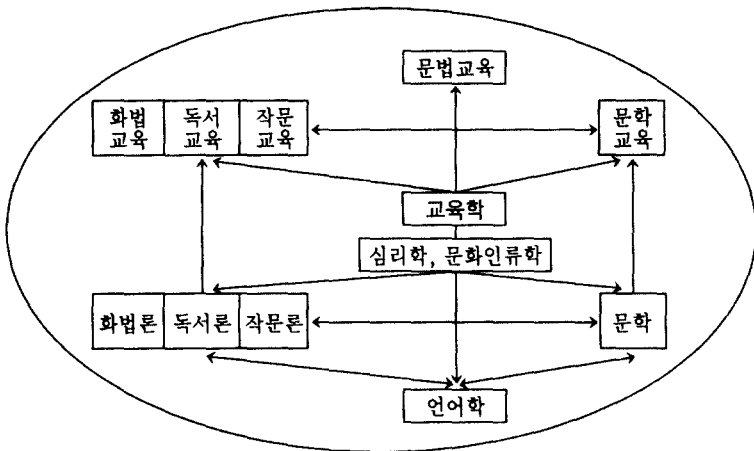 문법교육
화법 독서 작문
교육 교육 교육
문학
교육
교육학
심리학, 문화인류학
화법론 독서론 작문론
문학
언어학